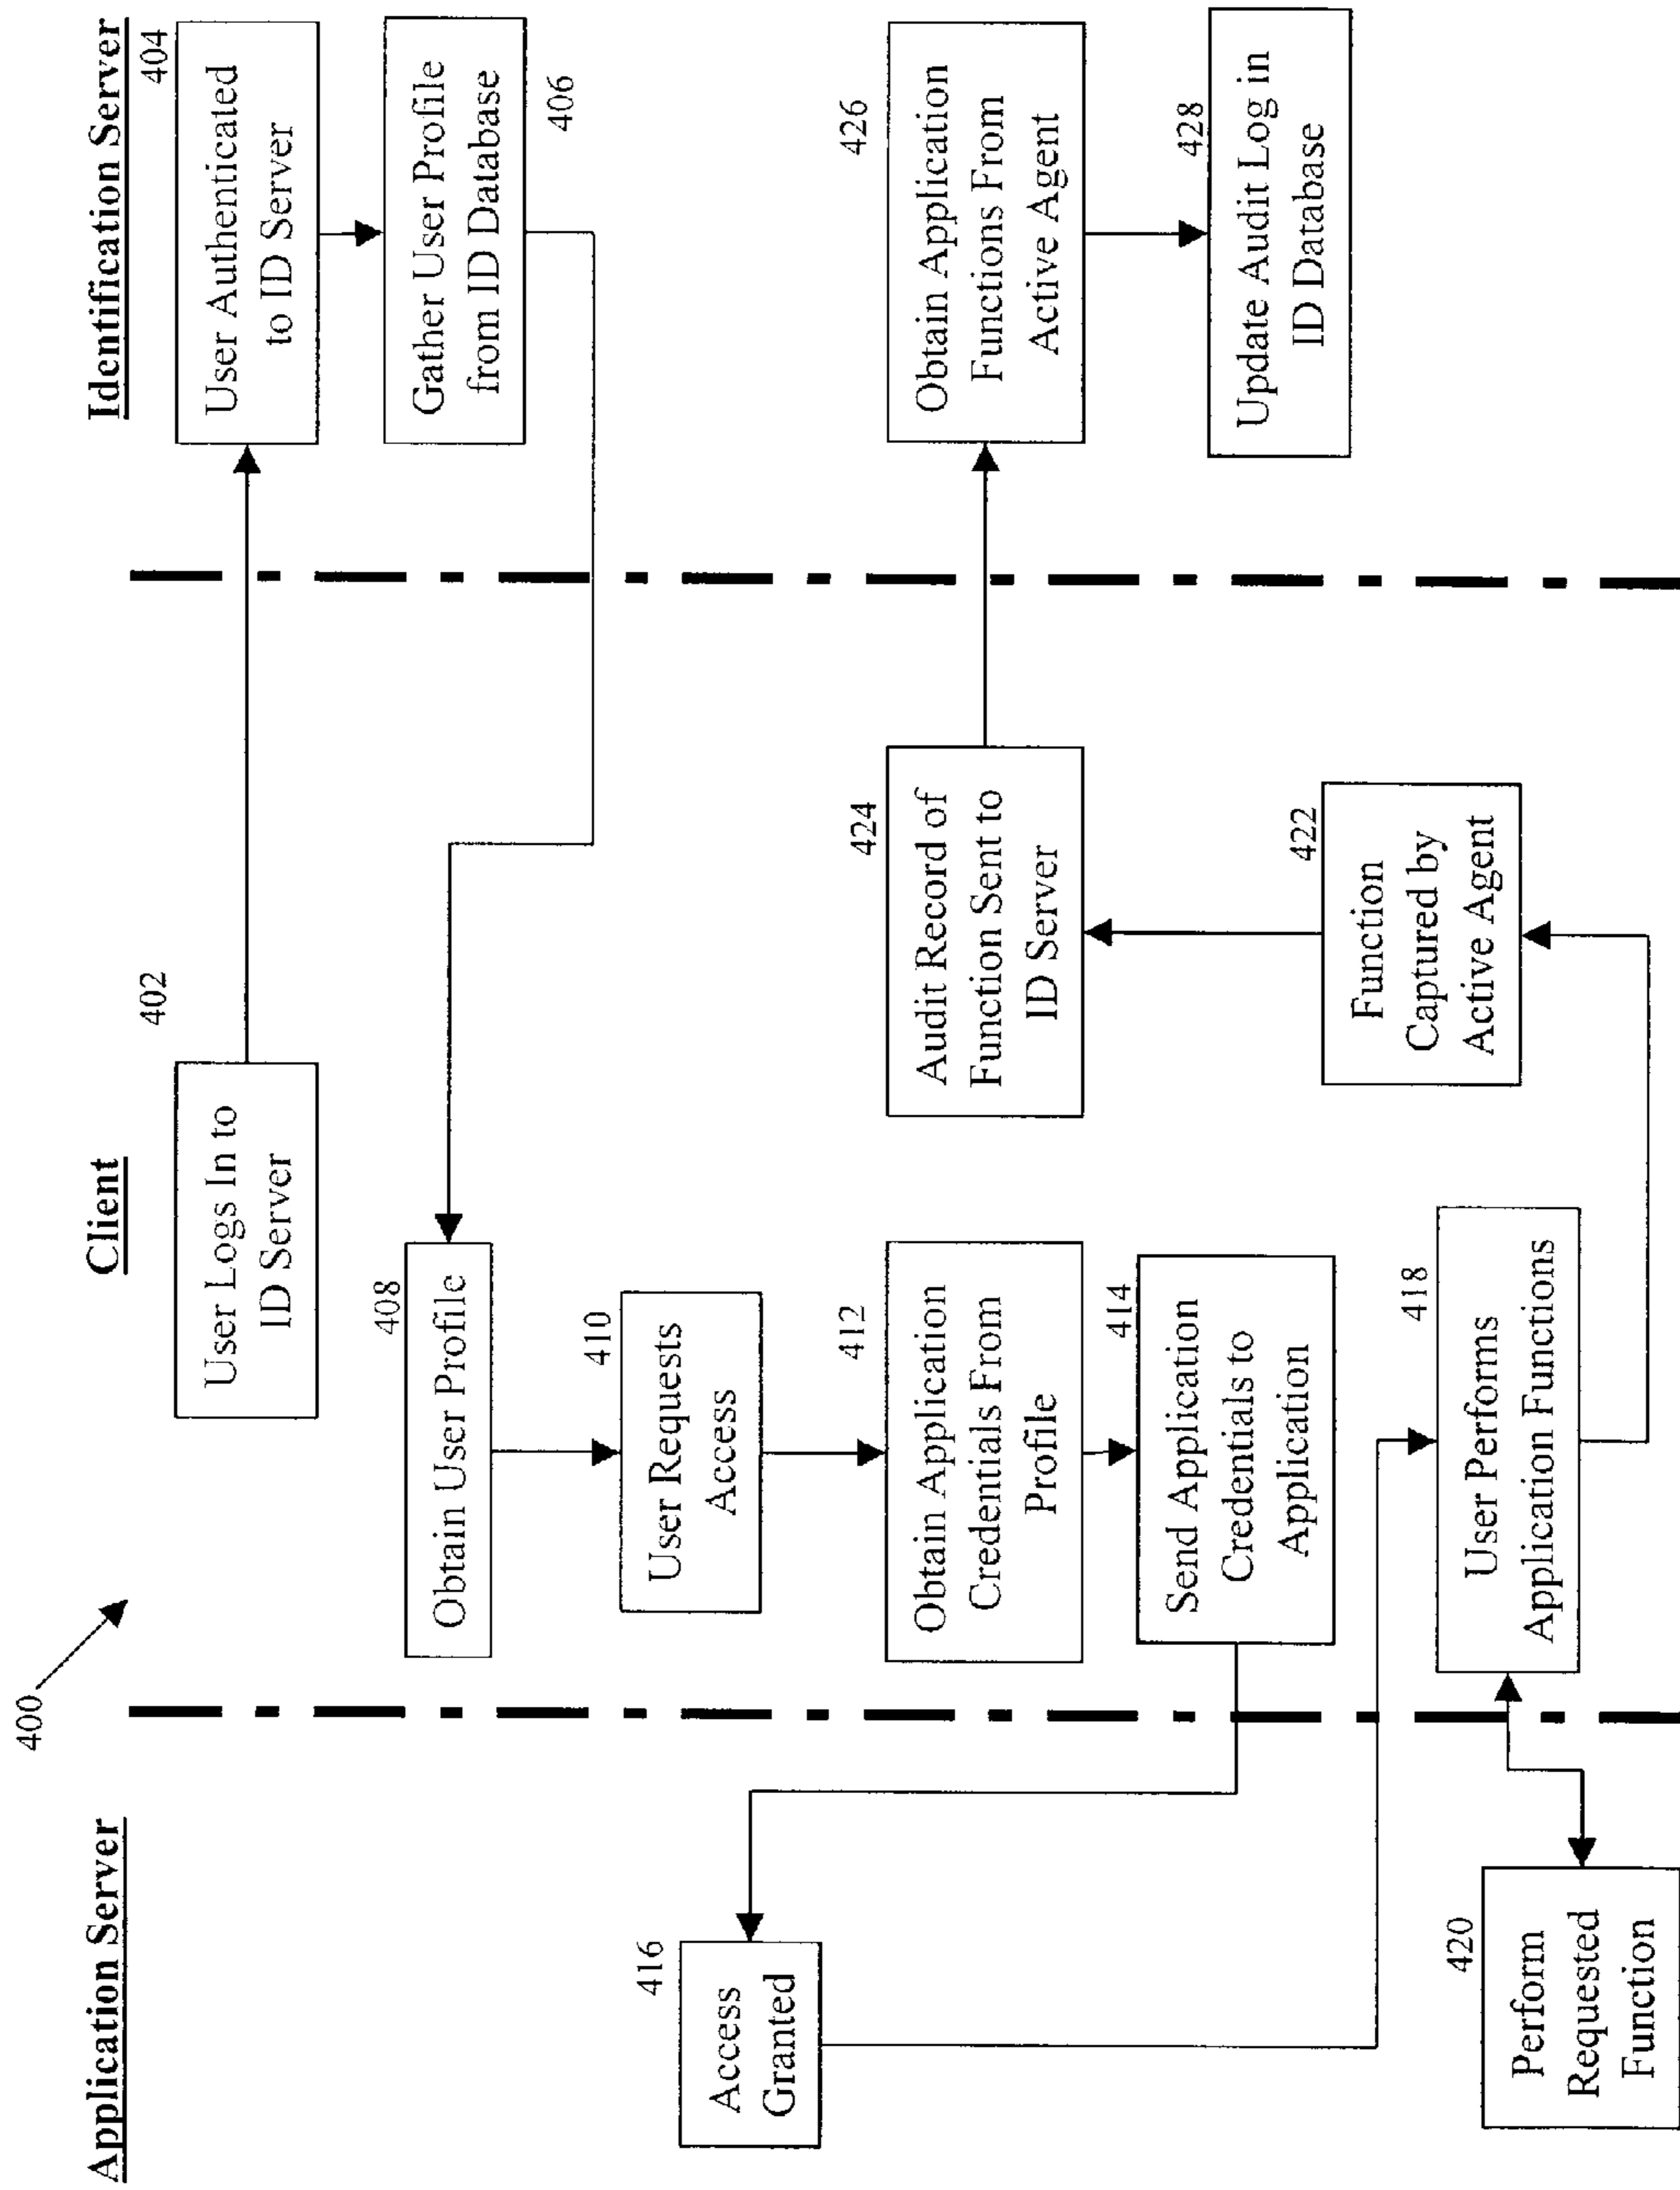 400
Application Server
Client
Identification Server
402
User Logs In to
ID Server
404
User Authenticated
to ID Server
406
Gather User Profile
from ID Database
408
Obtain User Profile
410
User Requests
Access
412
Obtain Application
Credentials From
Profile
414
Send Application
Credentials to
Application
416
Access
Granted
418
User Performs
Application Functions
420
Perform
Requested
Function
422
Function
Captured by
Active Agent
424
Audit Record of
Function Sent to
ID Server
426
Obtain Application
Functions From
Active Agent
428
Update Audit Log in
ID Database